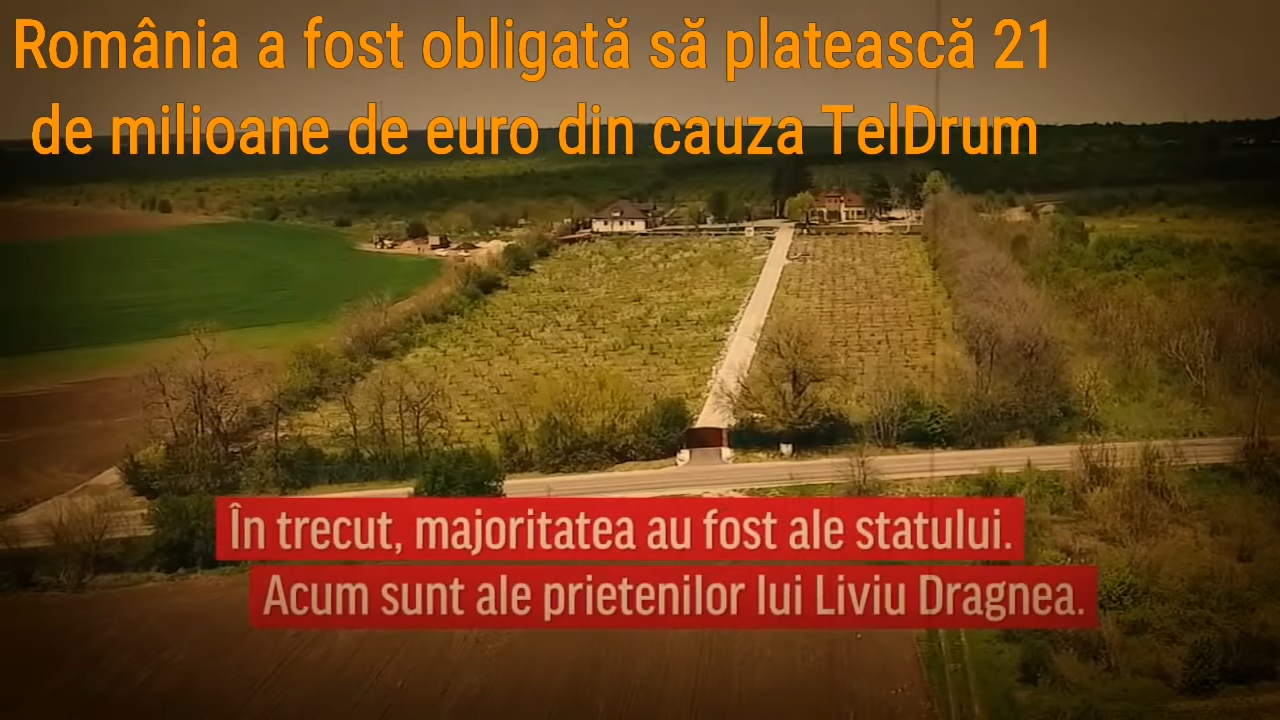 România a fost obligată să platească 21
de milioane de euro din cauza TelDrum
În trecut, majoritatea au fost ale statului.
Acum sunt ale prietenilor lui Liviu Dragnea.